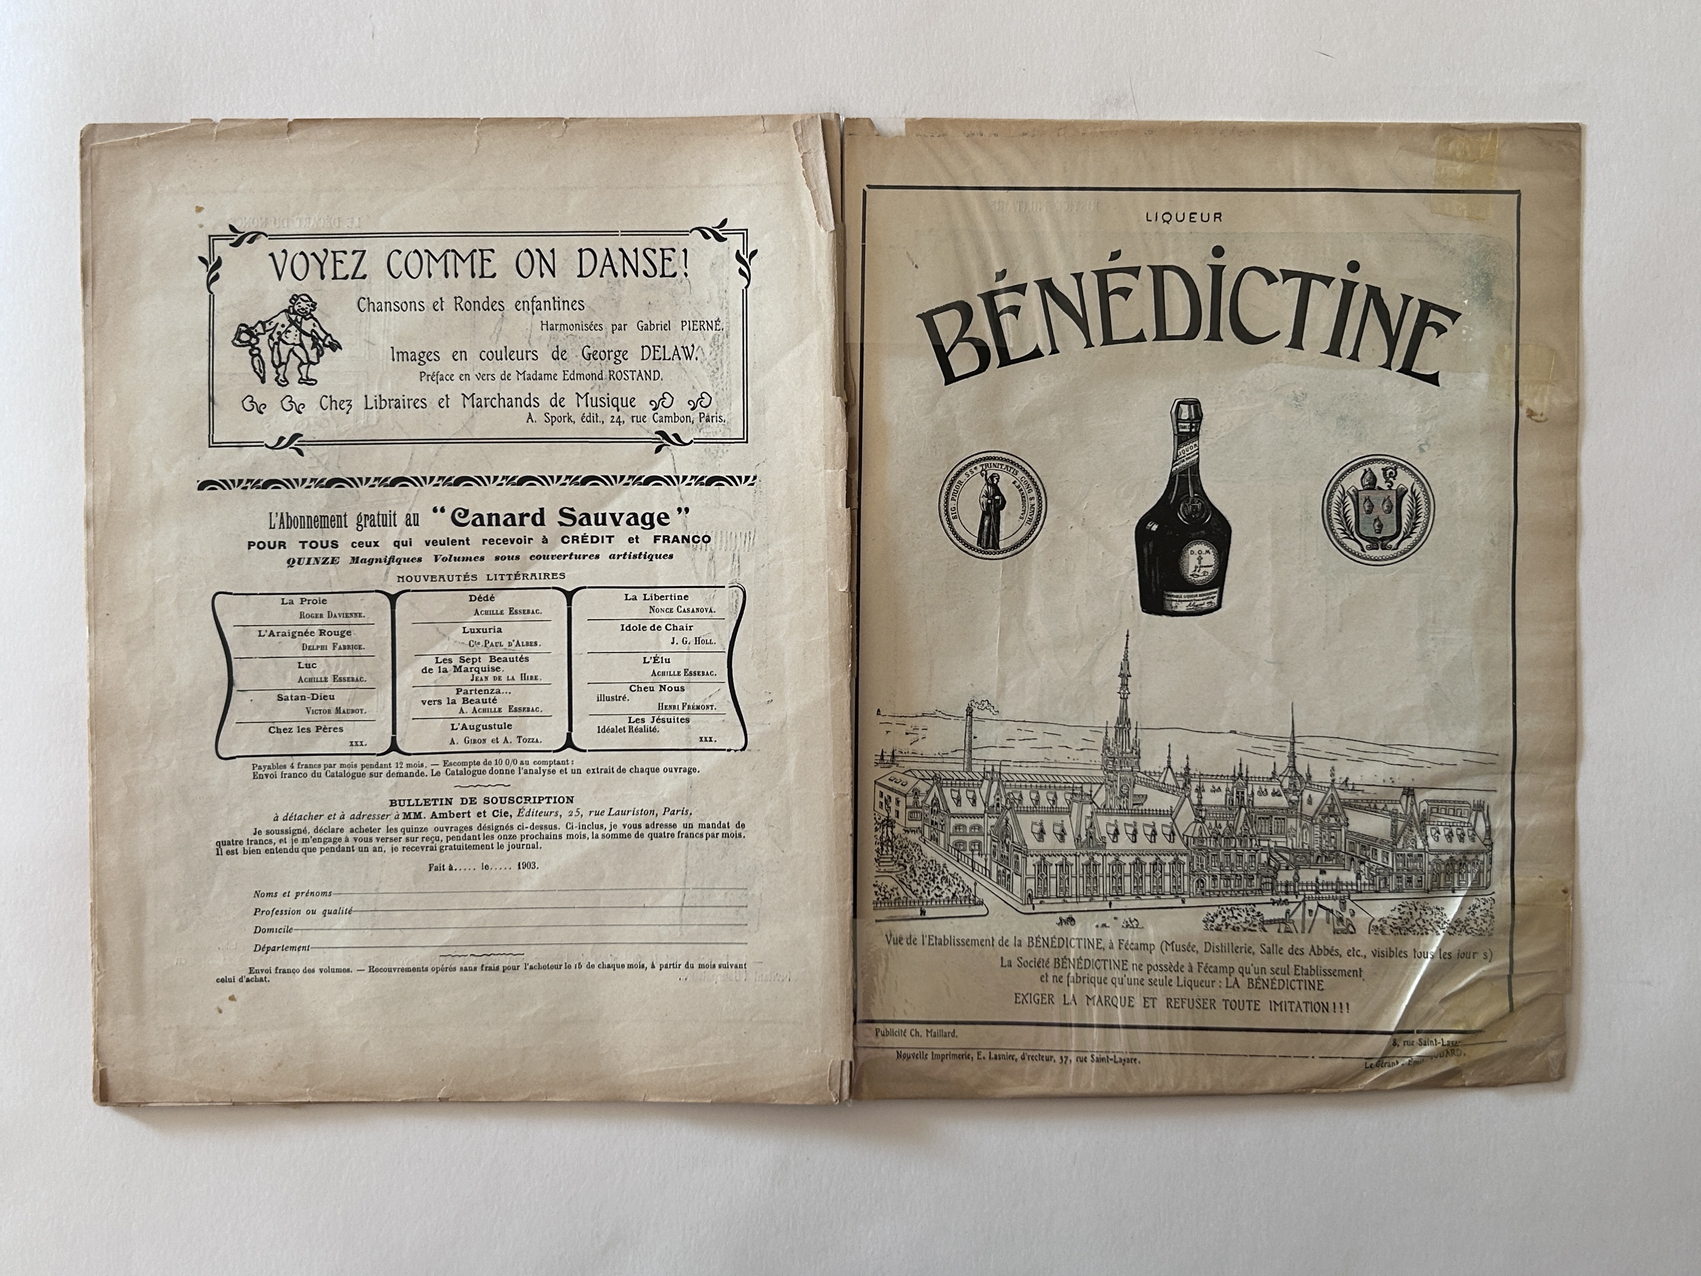 VOYEZ COMME ON DANSE!
Chansons et Rondes enfantines
Harmonisées par Gabriel PIERNÉ.
Images en couleurs de George DELAW.
Préface en vers de Madame Edmond ROSTAND.
Chez Libraires et Marchands de Musique
A. Spork, édit., 24, rue Cambon, Paris.
L'Abonnement gratuit au "Canard Sauvage"
POUR TOUS ceux qui veulent recevoir à CRÉDIT et FRANCO
QUINZE Magnifiques Volumes sous couvertures artistiques
NOUVEAUTÉS LITTÉRAIRES
La Proie
ROGER DAVIENNE.
L'Araignée Rouge
DELPHI FABRICE.
Luc
ACHILLE ESSEBAC.
Satan-Dieu
VICTOR MAUROY.
Chez les Pères
XXX.
Dédé
ACHILLE ESSEBAC.
Luxuria
Cte PAUL D'ALBES.
Les Sept Beautés
de la Marquise.
JEAN DE LA HIRE.
Partenza...
vers la Beauté
A. ACHILLE ESSEBAC.
L'Augustule
A. GIRON et A. TOZZA.
La Libertine
NONCE CASANOVA.
Idole de Chair
J. G. HOLL.
L'Élu
ACHILLE ESSEBAC.
Cheu Nous
illustré.
HENRI FRÉMONT.
Les Jésuites
Idéal et Réalité.
XXX.
Payables 4 francs par mois pendant 12 mois. — Escompte de 10 0/0 au comptant :
Envoi franco du Catalogue sur demande. Le Catalogue donne l'analyse et un extrait de chaque ouvrage.
BULLETIN DE SOUSCRIPTION
à détacher et à adresser à MM. Ambert et Cie, Éditeurs, 25, rue Lauriston, Paris,
Je soussigné, déclare acheter les quinze ouvrages désignés ci-dessus. Ci-inclus, je vous adresse un mandat de
quatre francs, et je m'engage à vous verser sur reçu, pendant les onze prochains mois, la somme de quatre francs par mois.
Il est bien entendu que pendant un an, je recevrai gratuitement le journal.
Fait à..... le..... 1903.
Noms et prénoms
Profession ou qualité
Domicile
Département
Envoi franco des volumes. — Recouvrements opérés sans frais pour l'acheteur le 15 de chaque mois, à partir du mois suivant
celui d'achat.
LIQUEUR
BÉNÉDICTINE
SIG. PRIOR SSᵉ TRINITATIS CONG S MAURI
D.O.M
Vue de l'Etablissement de la BÉNÉDICTINE, à Fécamp (Musée, Distillerie, Salle des Abbés, etc., visibles tous les jour s)
La Société BÉNÉDICTINE ne possède à Fécamp qu'un seul Etablissement
et ne fabrique qu'une seule Liqueur : LA BÉNÉDICTINE
EXIGER LA MARQUE ET REFUSER TOUTE IMITATION!!!
Publicité Ch. Maillard.
8, rue Saint-Lazare
Nouvelle Imprimerie, E. Lasnier, d'recteur, 37, rue Saint-Lazare.
Le Gérant